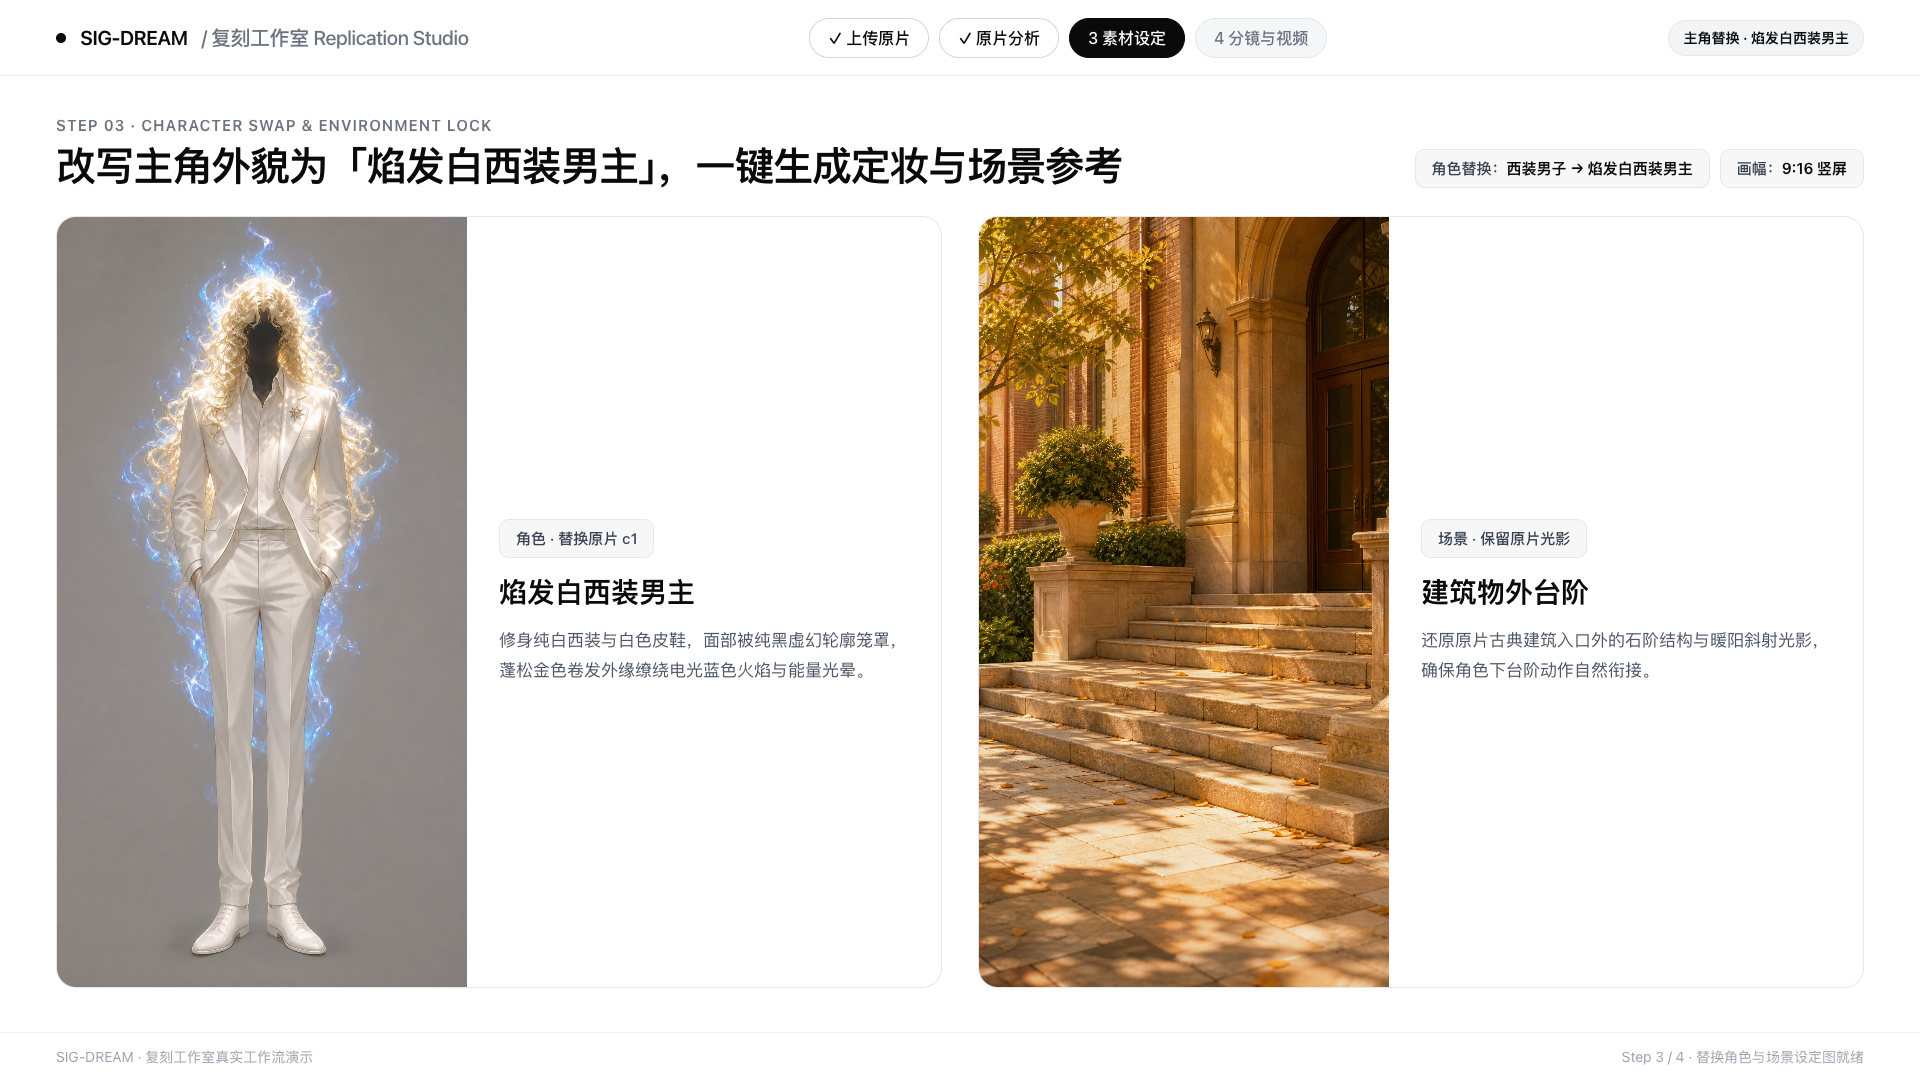 SIG-DREAM / 复刻工作室 Replication Studio
✓ 上传原片
✓ 原片分析
3 素材设定
4 分镜与视频
主角替换 · 焰发白西装男主
STEP 03 · CHARACTER SWAP & ENVIRONMENT LOCK
改写主角外貌为「焰发白西装男主」，一键生成定妆与场景参考
角色替换：西装男子 → 焰发白西装男主
画幅：9:16 竖屏
角色 · 替换原片 c1
焰发白西装男主
修身纯白西装与白色皮鞋，面部被纯黑虚幻轮廓笼罩，
蓬松金色卷发外缘缭绕电光蓝色火焰与能量光晕。
场景 · 保留原片光影
建筑物外台阶
还原原片古典建筑入口外的石阶结构与暖阳斜射光影，
确保角色下台阶动作自然衔接。
SIG-DREAM · 复刻工作室真实工作流演示
Step 3 / 4 · 替换角色与场景设定图就绪